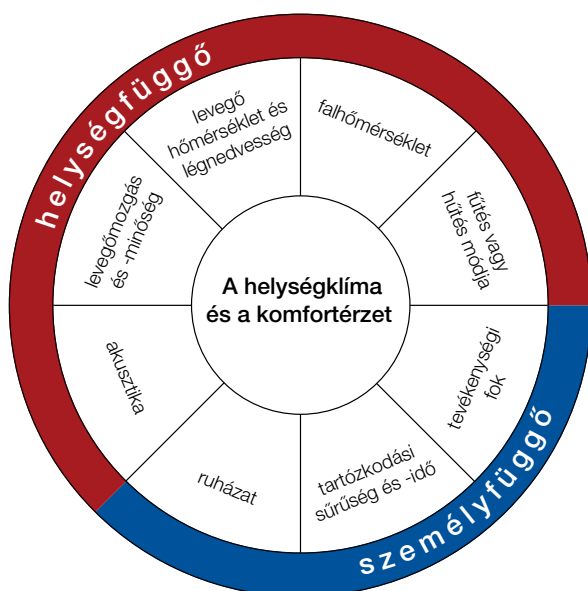 helységfüggő
levegő
hőmérséklet és
légnedvesség
falhőmérséklet
levegőmozgás
és -minőség
fűtés vagy
hűtés módja
A helységklíma
és a komfortérzet
akusztika
tevékenységi
fok
ruházat
tartózkodási
sűrűség és -idő
személyfüggő